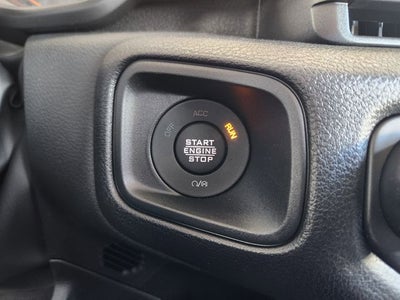 ACC
OFF
RUN
START
ENGINE
STOP